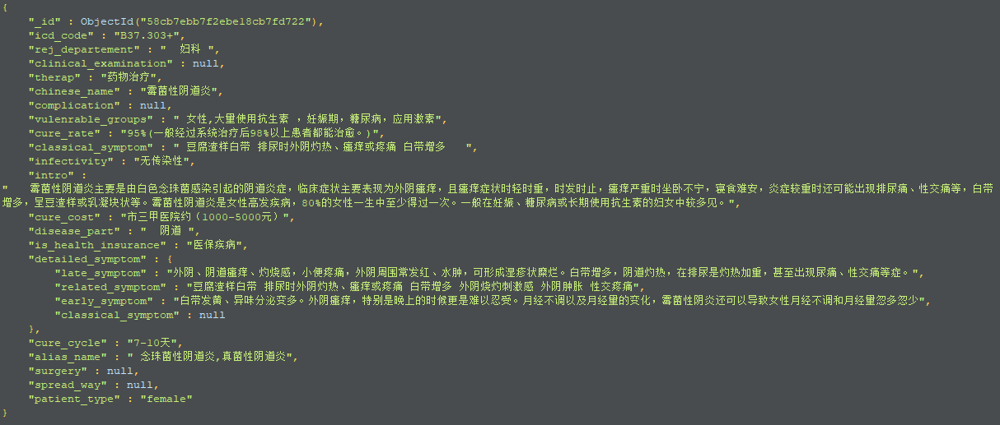 {
"_id" : ObjectId("58cb7ebb7f2ebe18cb7fd722"),
"icd_code" : "B37.303+",
"rej_departement" : "  妇科 ",
"clinical_examination" : null,
"therap" : "药物治疗",
"chinese_name" : "霉菌性阴道炎",
"complication" : null,
"vulenrable_groups" : " 女性,大量使用抗生素 ，妊娠期，糖尿病，应用激素",
"cure_rate" : "95%(一般经过系统治疗后98%以上患者都能治愈。)",
"classical_symptom" : " 豆腐渣样白带 排尿时外阴灼热、瘙痒或疼痛 白带增多   ",
"infectivity" : "无传染性",
"intro" :
"   霉菌性阴道炎主要是由白色念珠菌感染引起的阴道炎症，临床症状主要表现为外阴瘙痒，且瘙痒症状时轻时重，时发时止，瘙痒严重时坐卧不宁，寝食难安，炎症较重时还可能出现排尿痛、性交痛等，白带
增多，呈豆渣样或乳凝块状等。霉菌性阴道炎是女性高发疾病，80%的女性一生中至少得过一次。一般在妊娠、糖尿病或长期使用抗生素的妇女中较多见。",
"cure_cost" : "市三甲医院约（1000-5000元）",
"disease_part" : "  阴道 ",
"is_health_insurance" : "医保疾病",
"detailed_symptom" : {
"late_symptom" : "外阴、阴道瘙痒、灼烧感，小便疼痛，外阴周围常发红、水肿，可形成湿疹状糜烂。白带增多，阴道灼热，在排尿是灼热加重，甚至出现尿痛、性交痛等症。",
"related_symptom" : "豆腐渣样白带 排尿时外阴灼热、瘙痒或疼痛 白带增多 外阴烧灼刺激感 外阴肿胀 性交疼痛",
"early_symptom" : "白带发黄、异味分泌变多。外阴瘙痒，特别是晚上的时候更是难以忍受。月经不调以及月经量的变化，霉菌性阴炎还可以导致女性月经不调和月经量忽多忽少",
"classical_symptom" : null
},
"cure_cycle" : "7-10天",
"alias_name" : " 念珠菌性阴道炎,真菌性阴道炎",
"surgery" : null,
"spread_way" : null,
"patient_type" : "female"
}